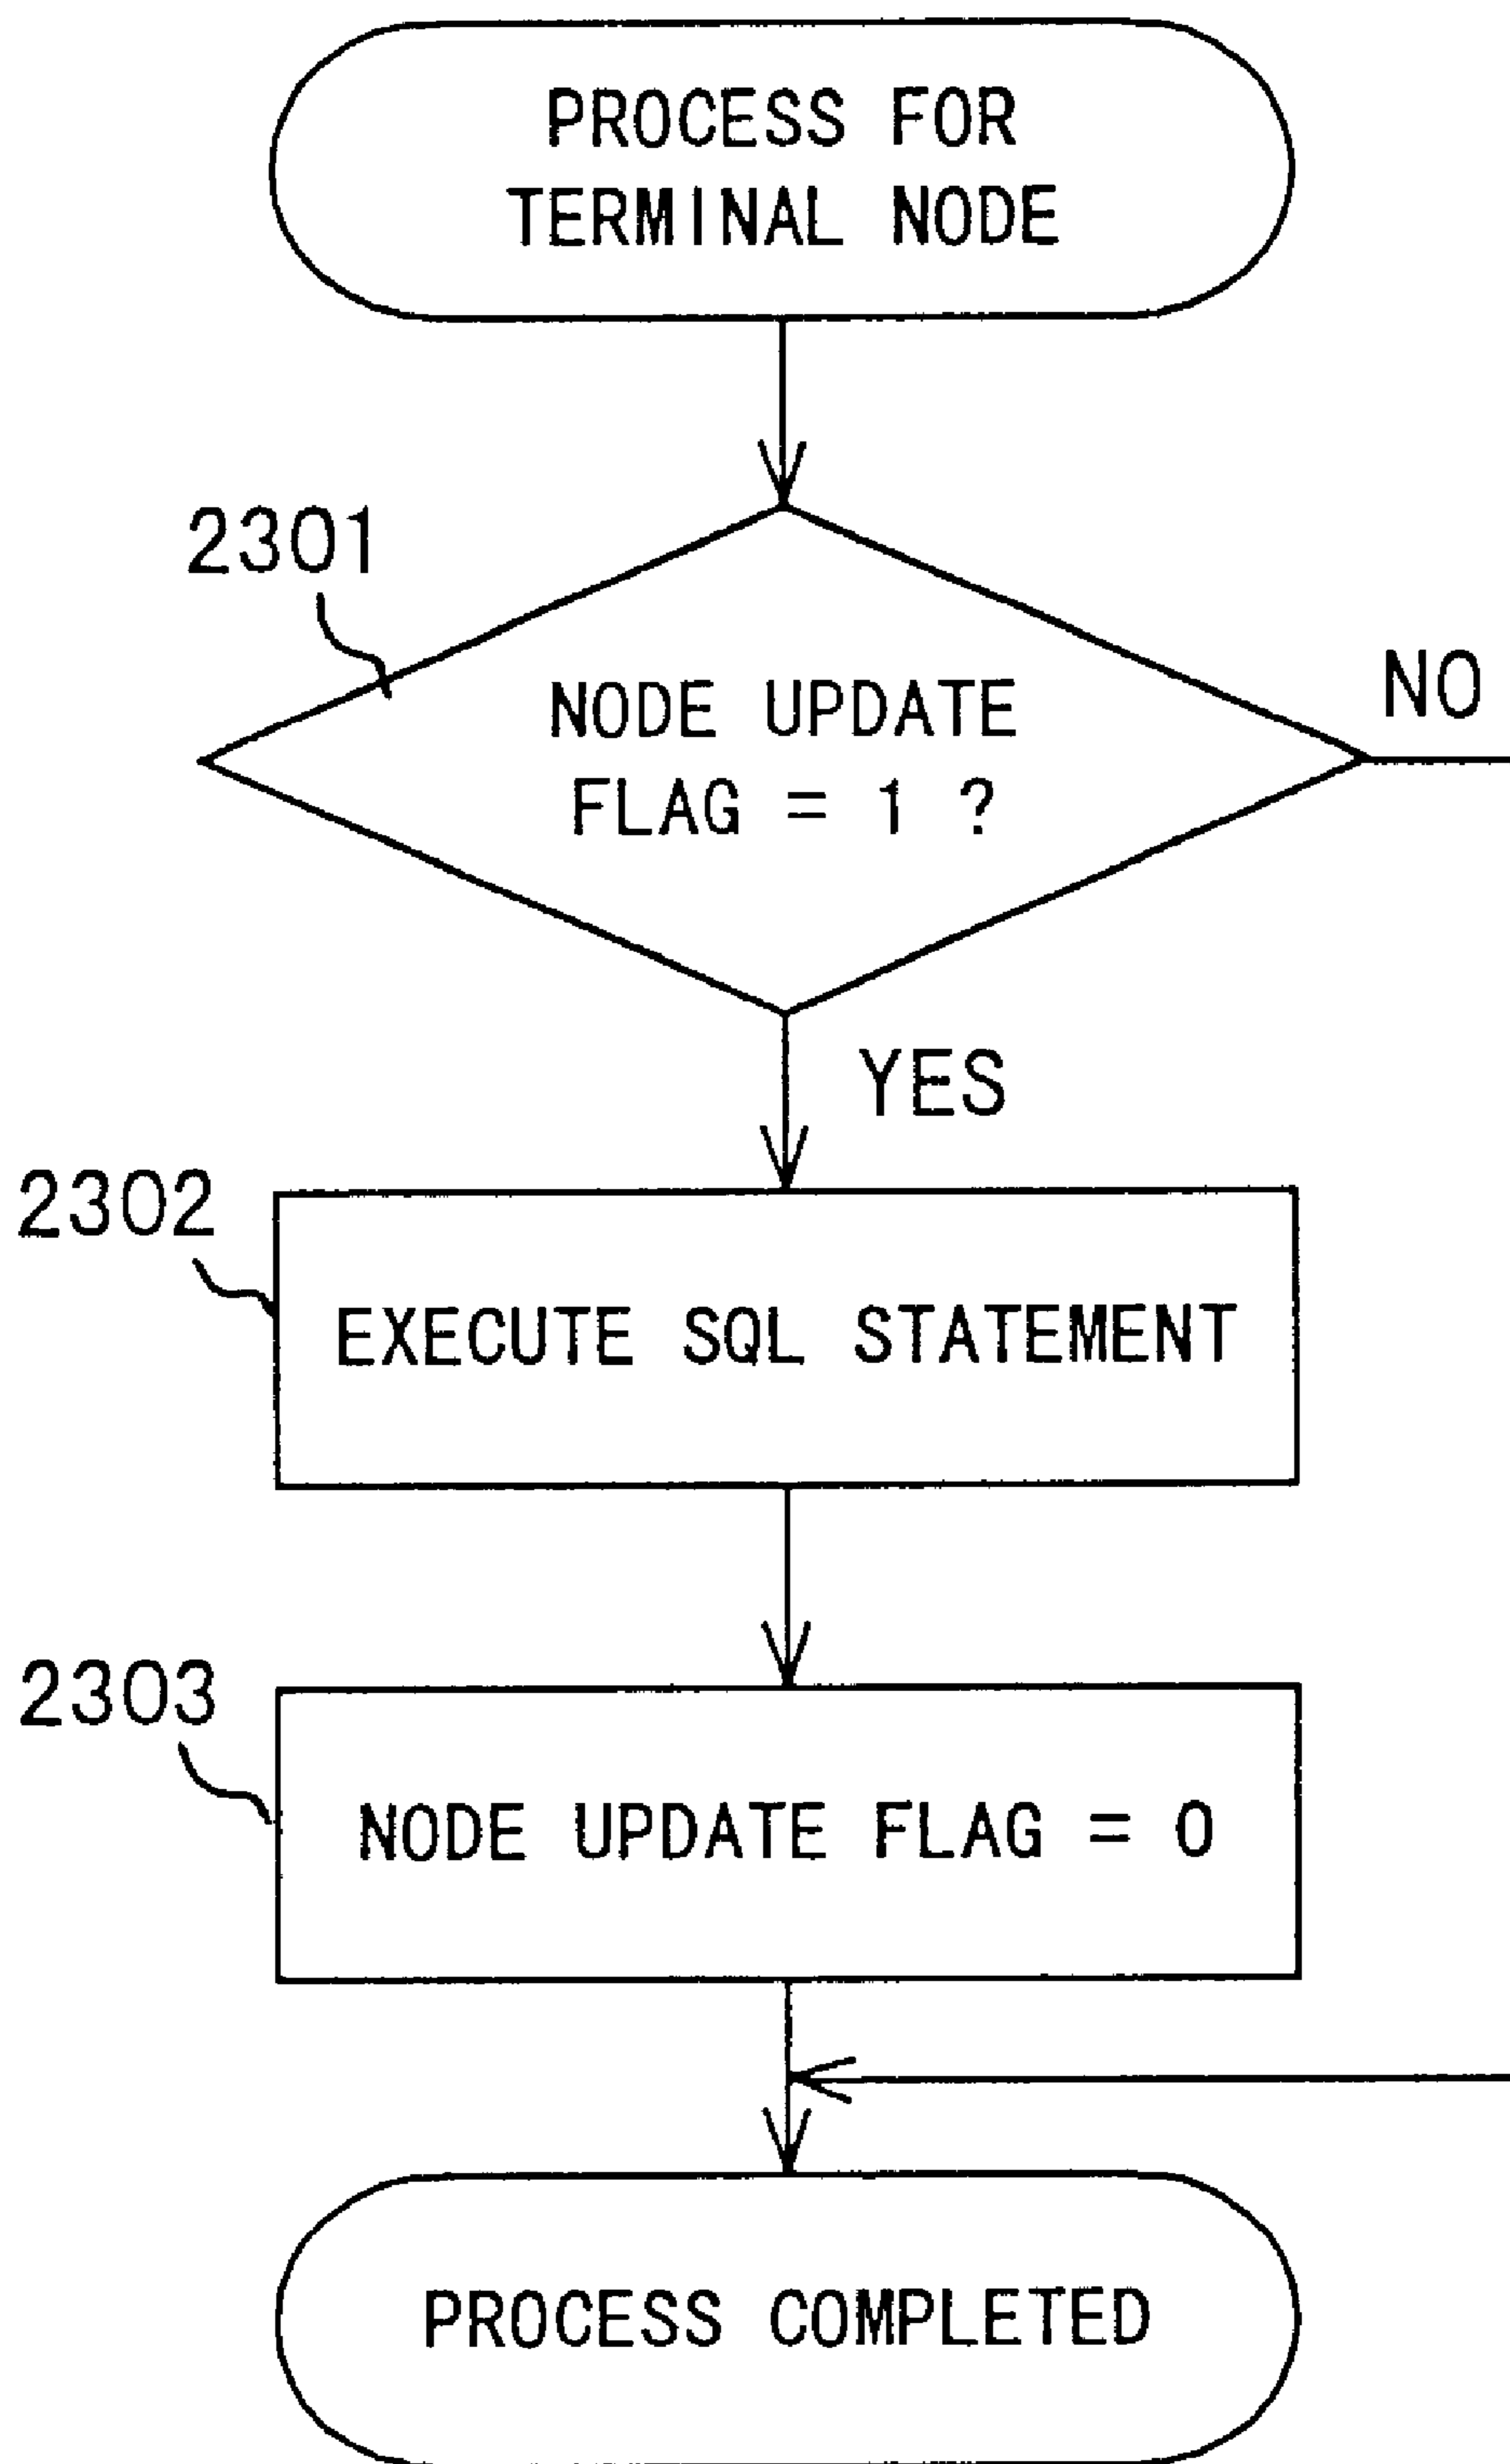 PROCESS FOR
TERMINAL NODE
2301
NODE UPDATE
FLAG = 1 ?
NO
YES
2302
EXECUTE SQL STATEMENT
2303
NODE UPDATE FLAG = 0
PROCESS COMPLETED